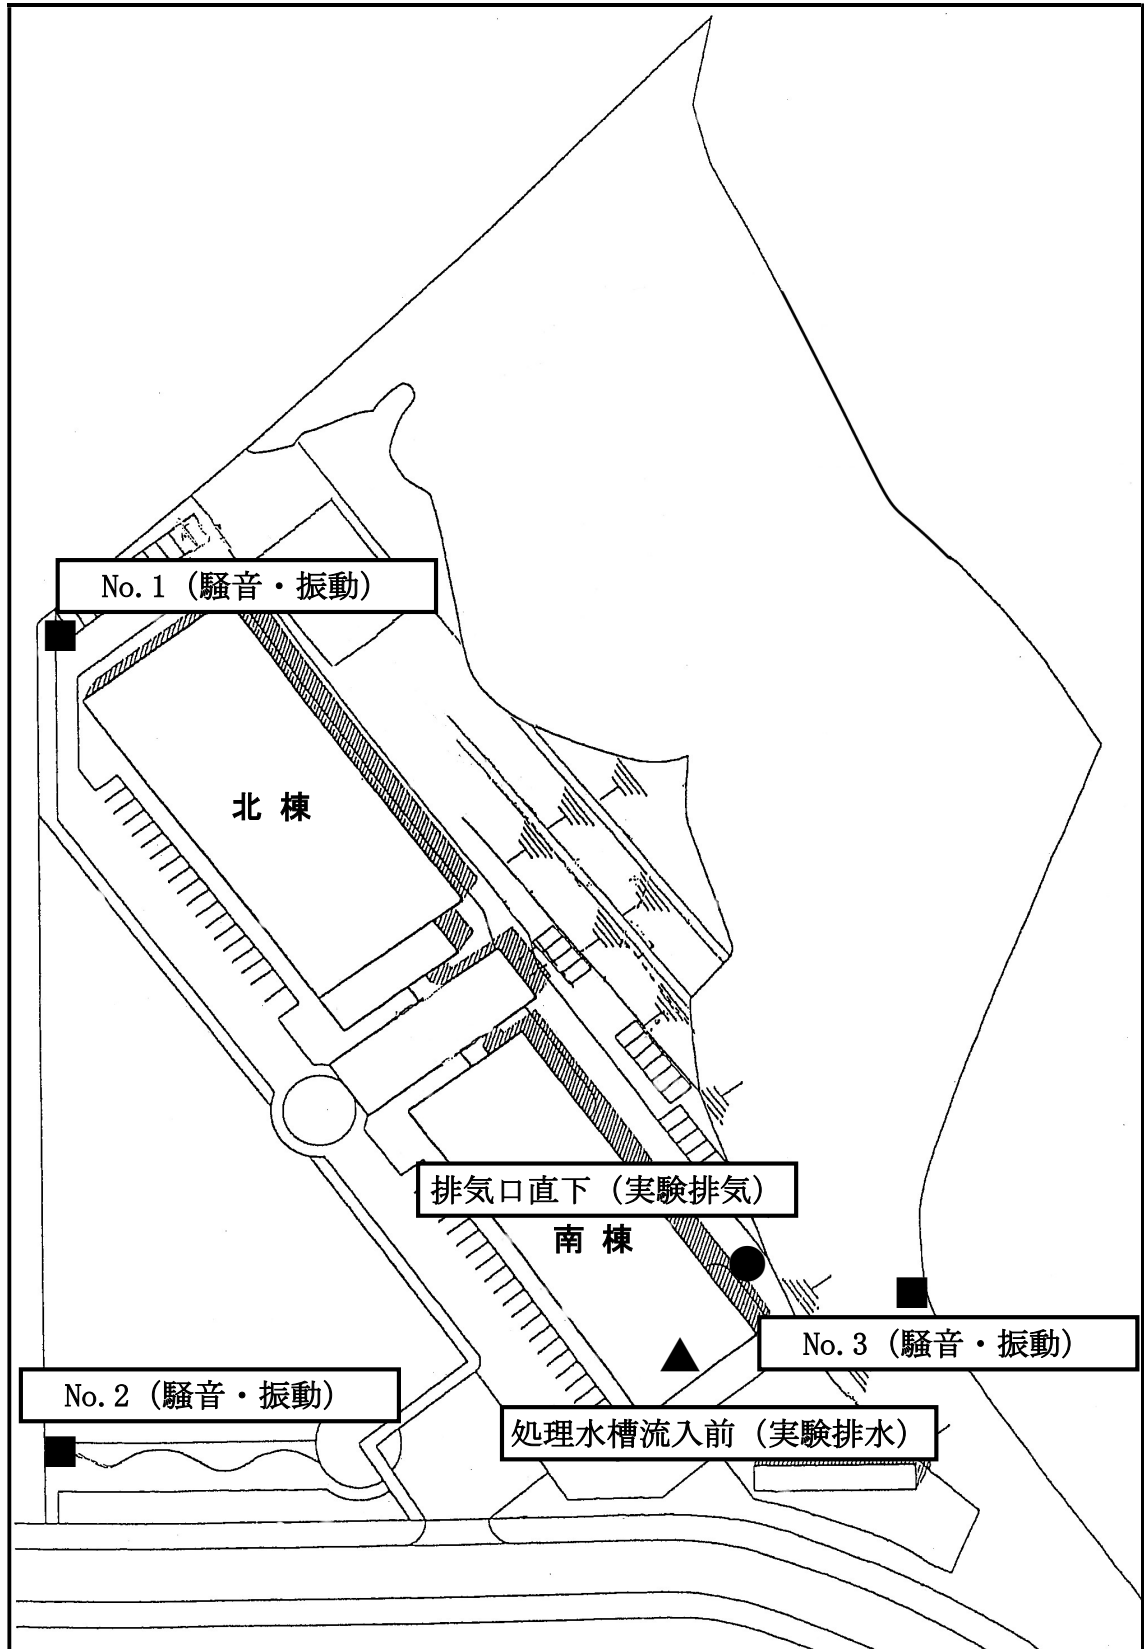 No.1（騒音・振動）
北 棟
排気口直下（実験排気）
南 棟
No.3（騒音・振動）
No.2（騒音・振動）
処理水槽流入前（実験排水）